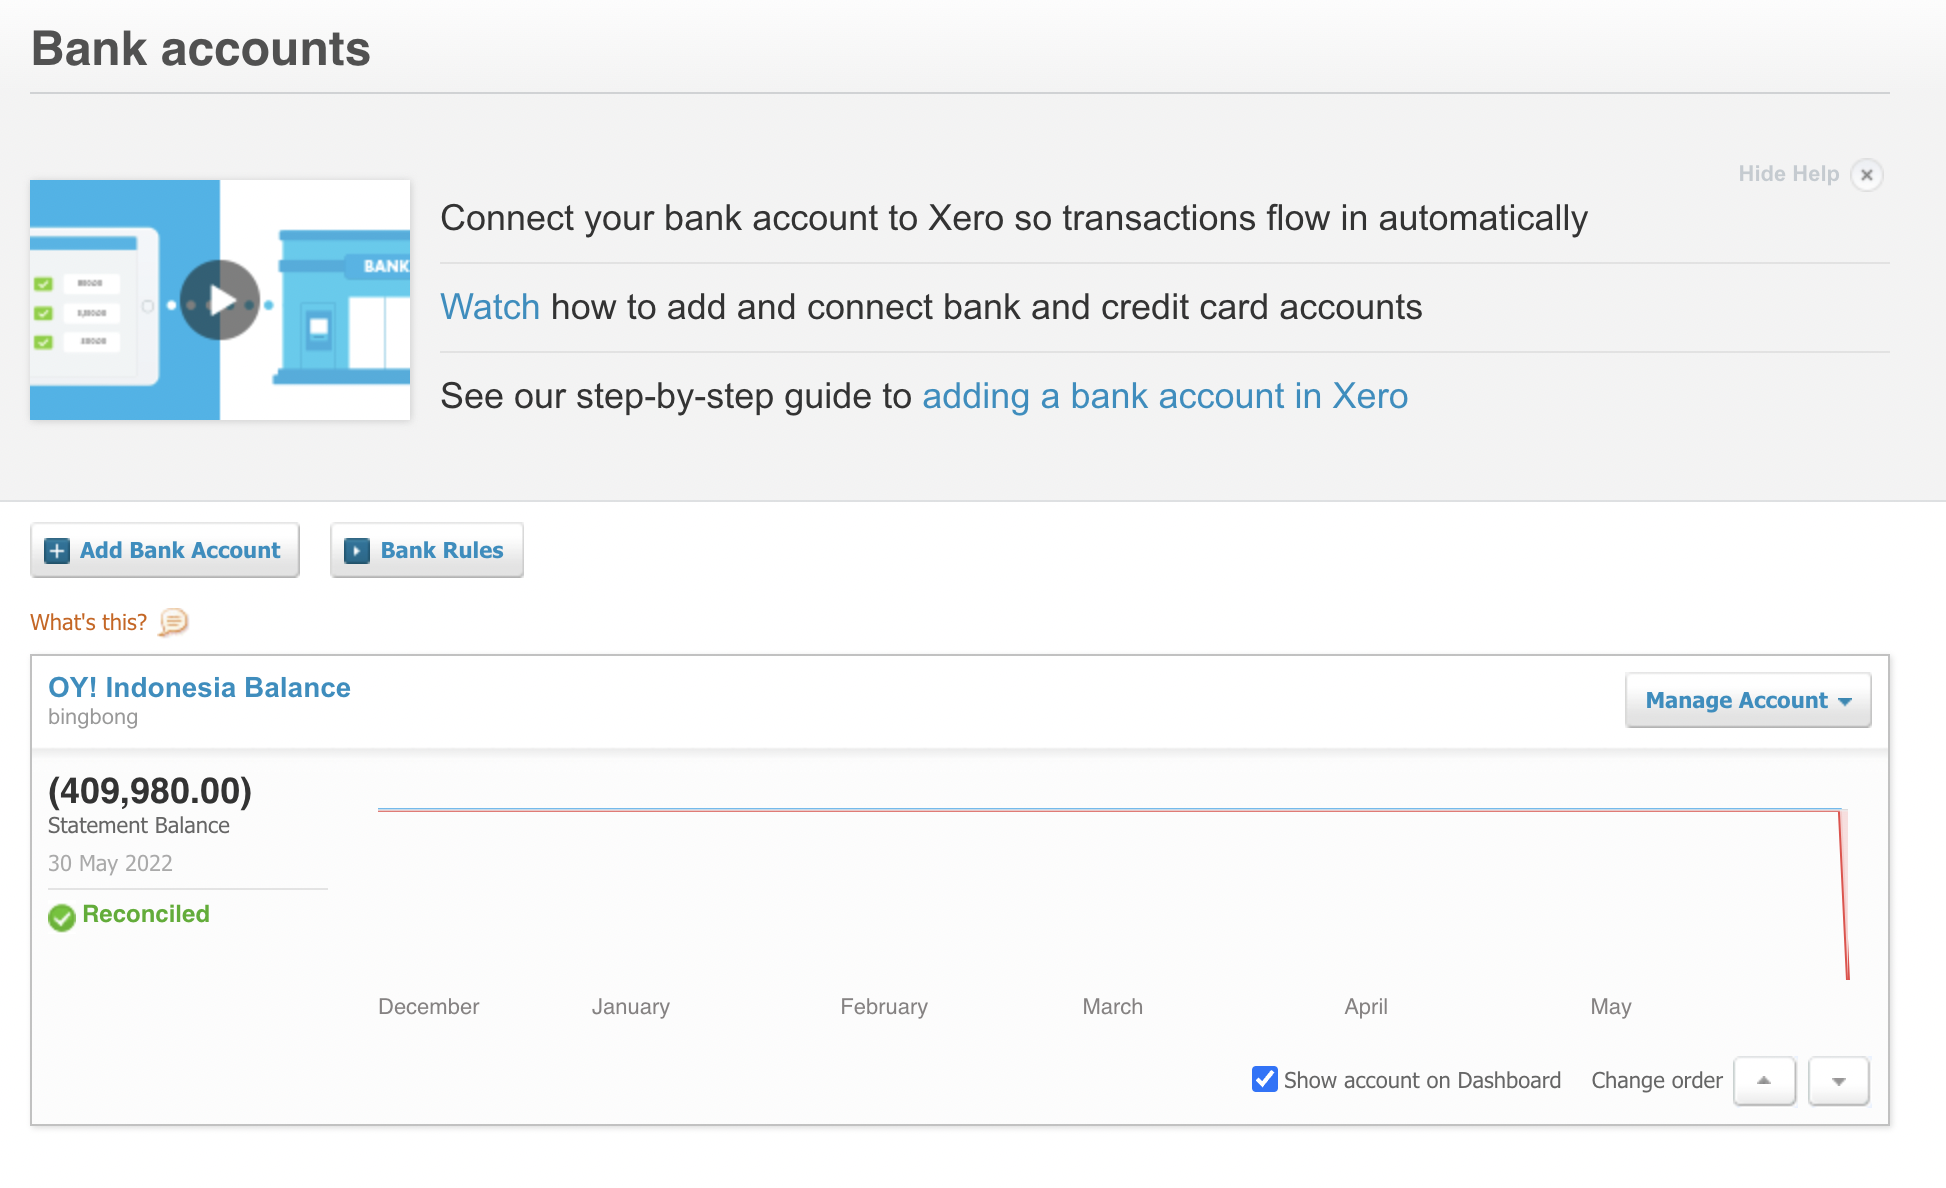 Bank accounts
Hide Help
BANK
Connect your bank account to Xero so transactions flow in automatically
Watch how to add and connect bank and credit card accounts
See our step-by-step guide to adding a bank account in Xero
Add Bank Account
Bank Rules
What's this?
OY! Indonesia Balance
bingbong
Manage Account
(409,980.00)
Statement Balance
30 May 2022
Reconciled
December January February March April May
Show account on Dashboard
Change order